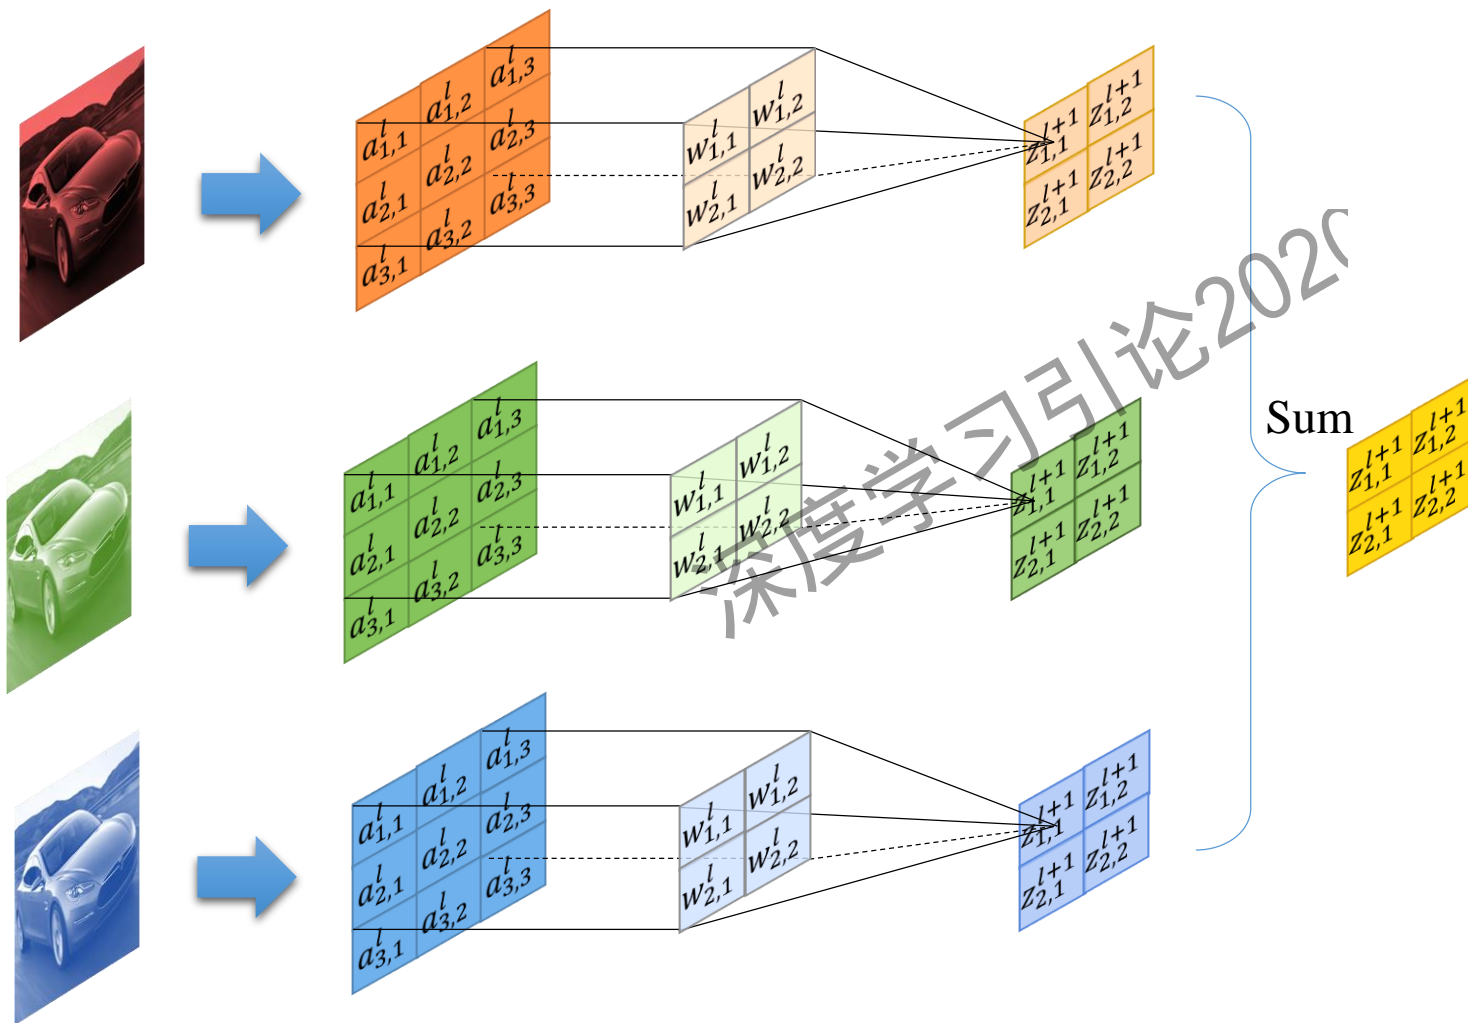 a^l_{1,1} a^l_{1,2} a^l_{1,3}
a^l_{2,1} a^l_{2,2} a^l_{2,3}
a^l_{3,1} a^l_{3,2} a^l_{3,3}
w^l_{1,1} w^l_{1,2}
w^l_{2,1} w^l_{2,2}
z^{l+1}_{1,1} z^{l+1}_{1,2}
z^{l+1}_{2,1} z^{l+1}_{2,2}
a^l_{1,1} a^l_{1,2} a^l_{1,3}
a^l_{2,1} a^l_{2,2} a^l_{2,3}
a^l_{3,1} a^l_{3,2} a^l_{3,3}
w^l_{1,1} w^l_{1,2}
w^l_{2,1} w^l_{2,2}
z^{l+1}_{1,1} z^{l+1}_{1,2}
z^{l+1}_{2,1} z^{l+1}_{2,2}
a^l_{1,1} a^l_{1,2} a^l_{1,3}
a^l_{2,1} a^l_{2,2} a^l_{2,3}
a^l_{3,1} a^l_{3,2} a^l_{3,3}
w^l_{1,1} w^l_{1,2}
w^l_{2,1} w^l_{2,2}
z^{l+1}_{1,1} z^{l+1}_{1,2}
z^{l+1}_{2,1} z^{l+1}_{2,2}
Sum
z^{l+1}_{1,1} z^{l+1}_{1,2}
z^{l+1}_{2,1} z^{l+1}_{2,2}
深度学习引论2020